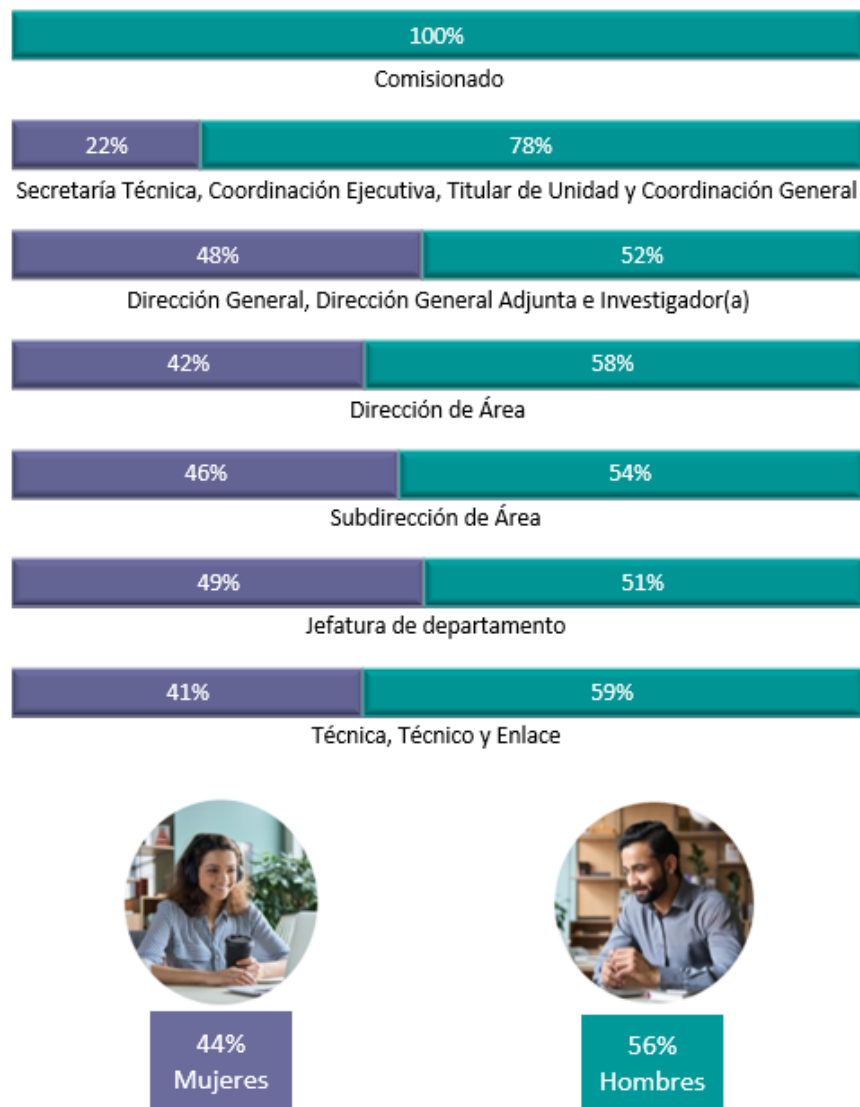 100%
Comisionado
22% 78%
Secretaría Técnica, Coordinación Ejecutiva, Titular de Unidad y Coordinación General
48% 52%
Dirección General, Dirección General Adjunta e Investigador(a)
42% 58%
Dirección de Área
46% 54%
Subdirección de Área
49% 51%
Jefatura de departamento
41% 59%
Técnica, Técnico y Enlace
44% 56%
Mujeres Hombres